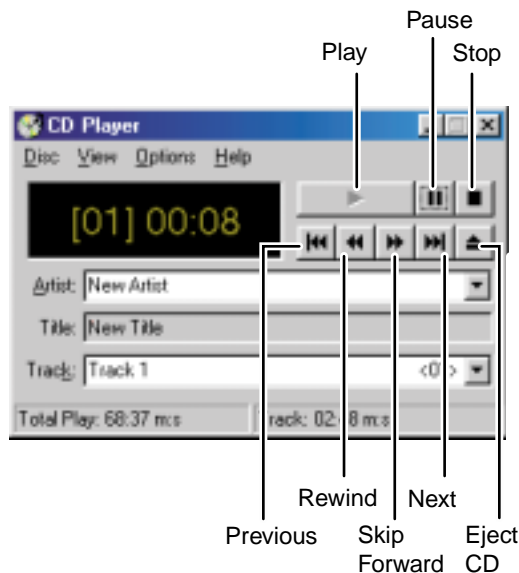 Pause
Play Stop
CD Player
Disc View Options Help
[01] 00:08
Artist: New Artist
Title: New Title
Track: Track 1
Total Play: 68:37 m:s
Rewind Next
Previous Skip Forward Eject CD